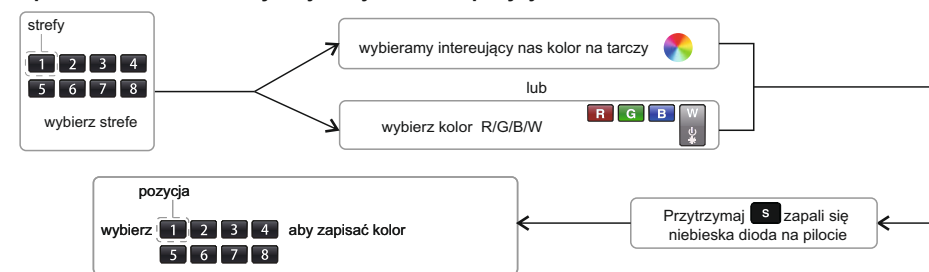 strefy
1 2 3 4
5 6 7 8
wybierz strefe
wybieramy intereujący nas kolor na tarczy
lub
wybierz kolor R/G/B/W R G B W
pozycja
wybierz 1 2 3 4 aby zapisać kolor
5 6 7 8
Przytrzymaj S zapali się
niebieska dioda na pilocie